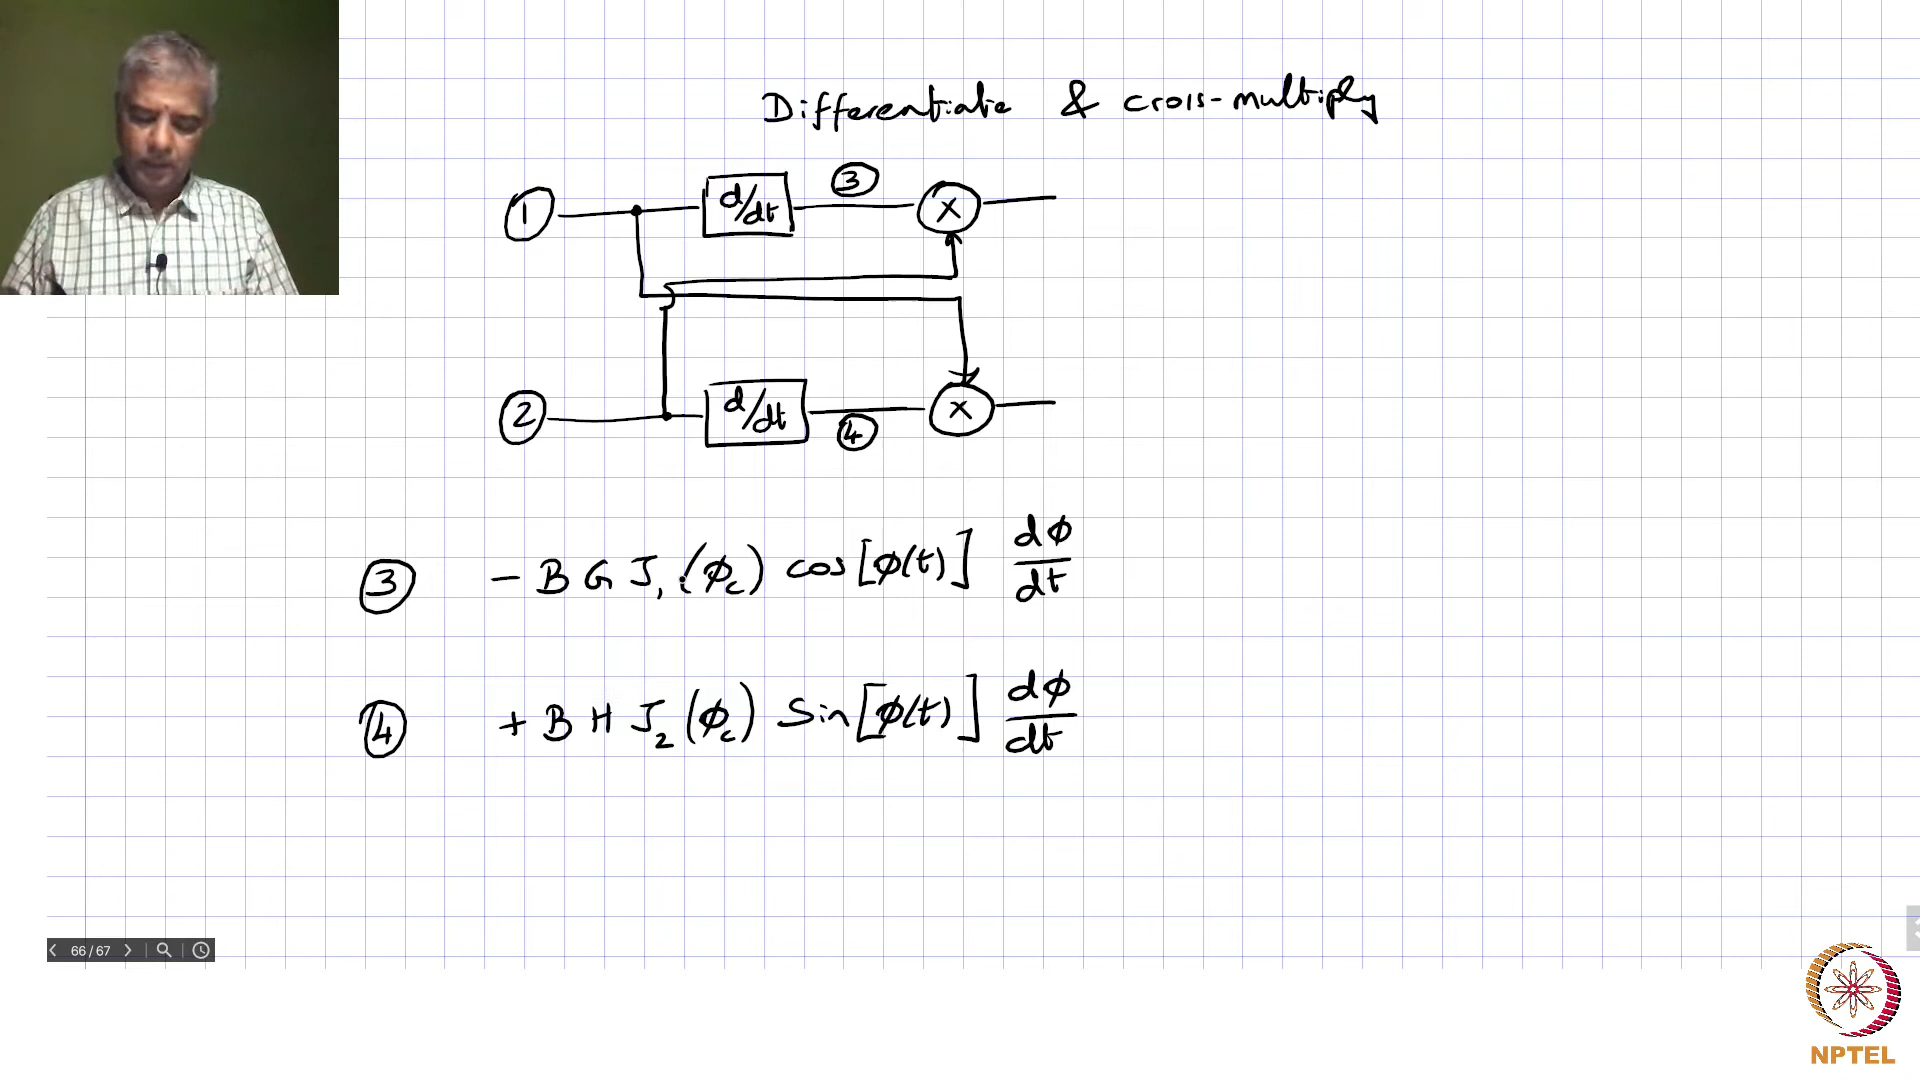 Differentiate & cross-multiply
1 d/dt 3 X
2 d/dt 4 X
3 - B G J₁ (ϕc) cos[ϕ(t)] dϕ/dt
4 + B H J₂ (ϕc) Sin[ϕ(t)] dϕ/dt
66 / 67
NPTEL